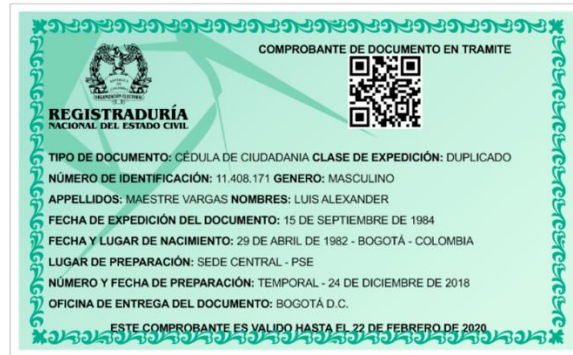 COMPROBANTE DE DOCUMENTO EN TRAMITE
REGISTRADURÍA
NACIONAL DEL ESTADO CIVIL
TIPO DE DOCUMENTO: CÉDULA DE CIUDADANIA CLASE DE EXPEDICIÓN: DUPLICADO
NÚMERO DE IDENTIFICACIÓN: 11.408.171 GENERO: MASCULINO
APELLIDOS: MAESTRE VARGAS NOMBRES: LUIS ALEXANDER
FECHA DE EXPEDICIÓN DEL DOCUMENTO: 15 DE SEPTIEMBRE DE 1984
FECHA Y LUGAR DE NACIMIENTO: 29 DE ABRIL DE 1982 - BOGOTÁ - COLOMBIA
LUGAR DE PREPARACIÓN: SEDE CENTRAL - PSE
NÚMERO Y FECHA DE PREPARACIÓN: TEMPORAL - 24 DE DICIEMBRE DE 2018
OFICINA DE ENTREGA DEL DOCUMENTO: BOGOTÁ D.C.
ESTE COMPROBANTE ES VALIDO HASTA EL 22 DE FEBRERO DE 2020